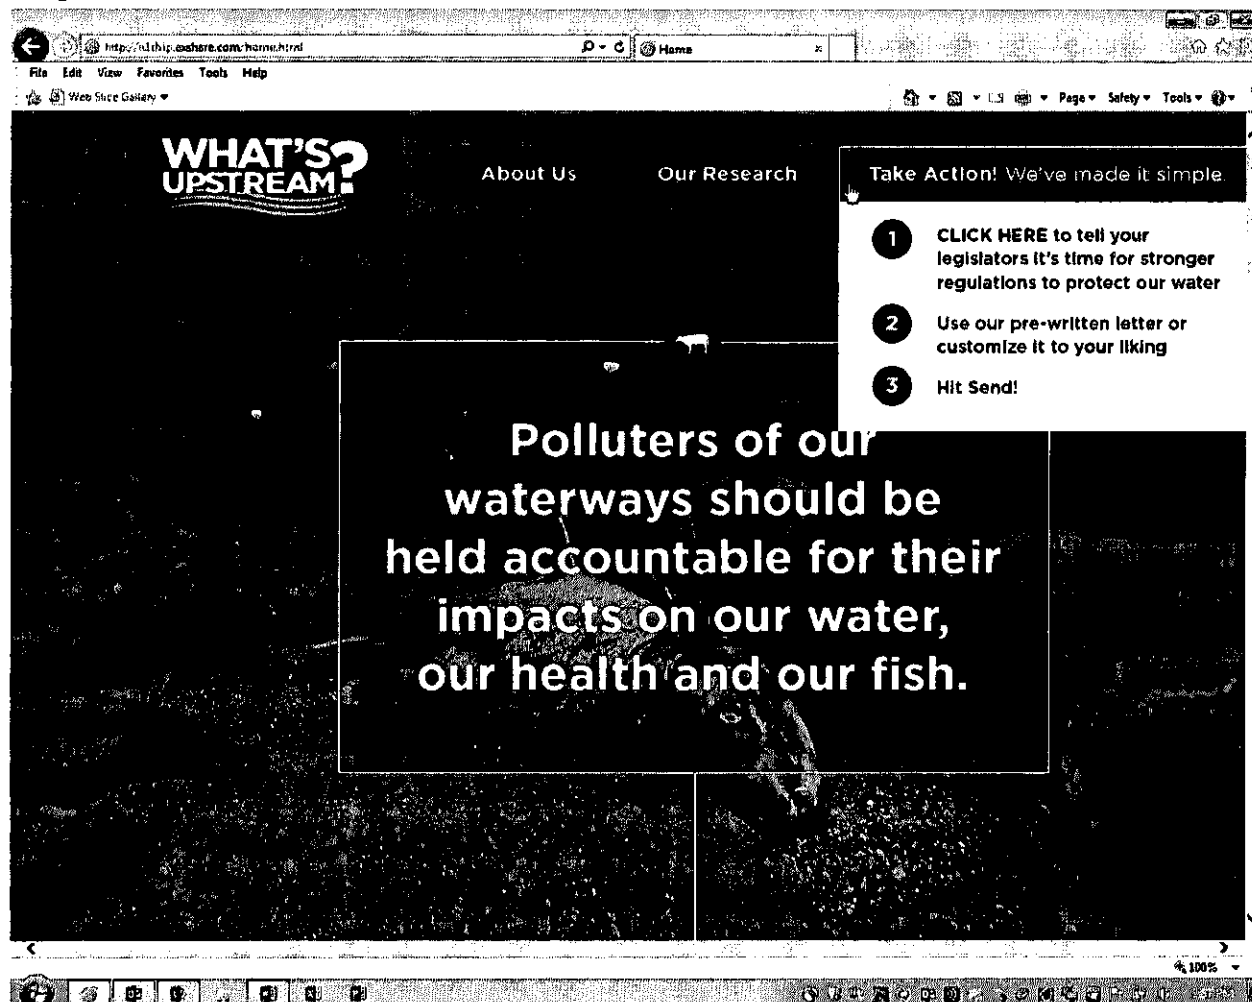 Home
File Edit View Favorites Tools Help
Web Slice Gallery
Page Safety Tools
WHAT'S
UPSTREAM?
About Us
Our Research
Take Action! We've made it simple.
1 CLICK HERE to tell your
legislators it's time for stronger
regulations to protect our water
2 Use our pre-written letter or
customize it to your liking
3 Hit Send!
Polluters of our
waterways should be
held accountable for their
impacts on our water,
our health and our fish.
100%